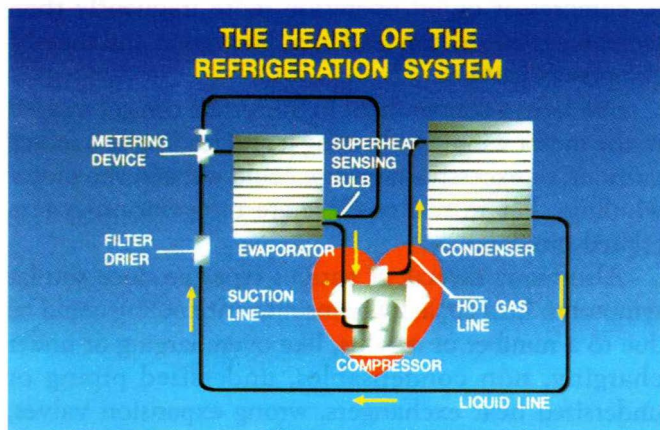 THE HEART OF THE
REFRIGERATION SYSTEM
METERING
DEVICE
SUPERHEAT
SENSING
BULB
FILTER
DRIER
EVAPORATOR
CONDENSER
SUCTION
LINE
HOT GAS
LINE
COMPRESSOR
LIQUID LINE